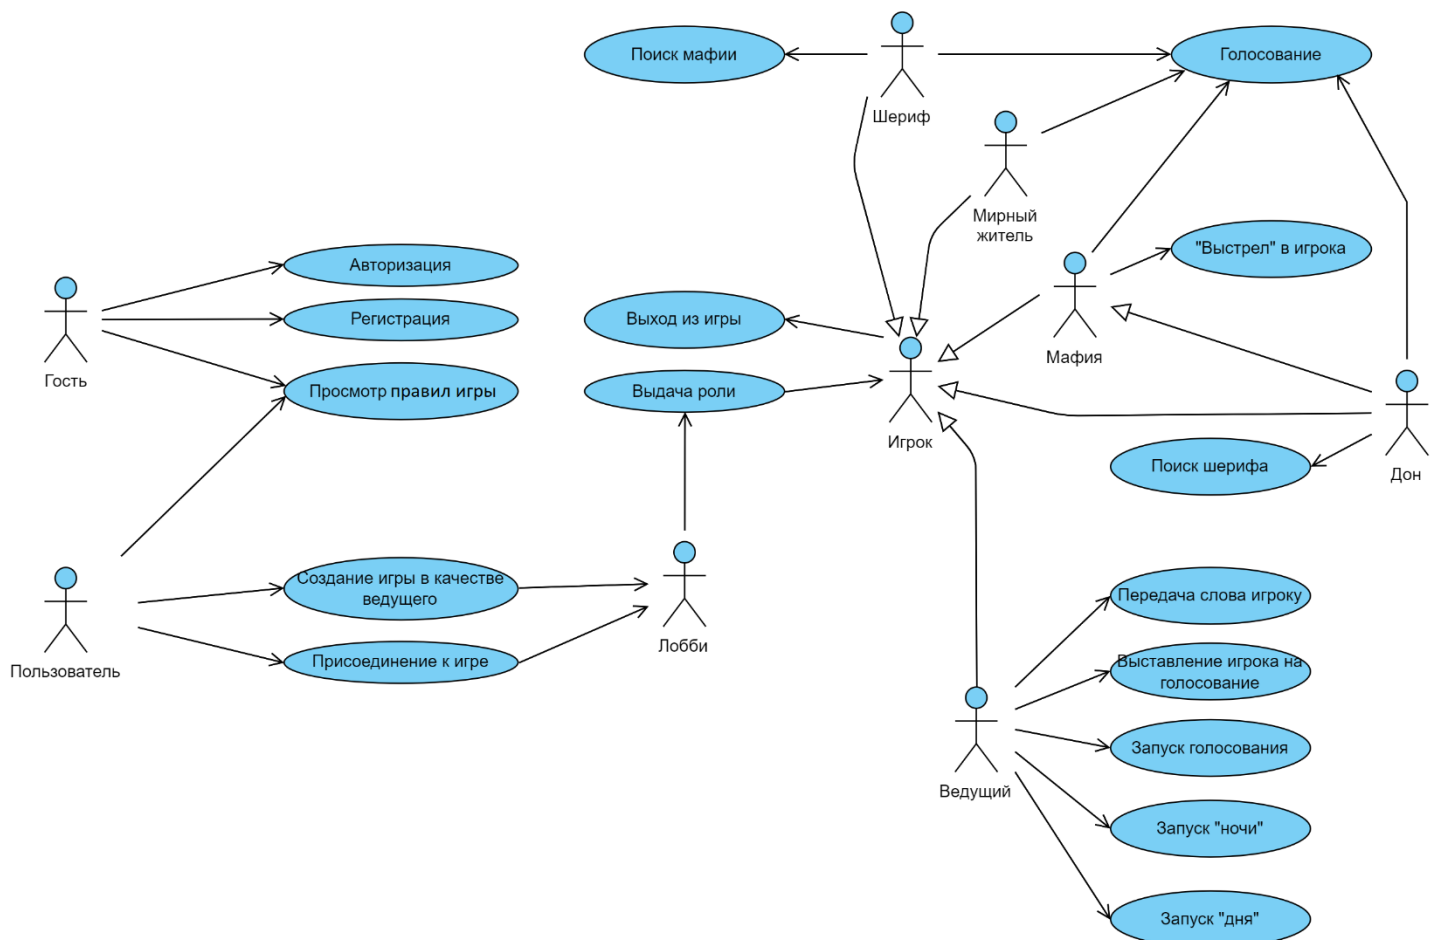 Поиск мафии
Голосование
Шериф
Мирный
житель
"Выстрел" в игрока
Авторизация
Регистрация
Выход из игры
Мафия
Гость
Просмотр правил игры
Выдача роли
Игрок
Поиск шерифа
Дон
Создание игры в качестве
ведущего
Передача слова игроку
Лобби
Присоединение к игре
Пользователь
Выставление игрока на
голосование
Запуск голосования
Ведущий
Запуск "ночи"
Запуск "дня"